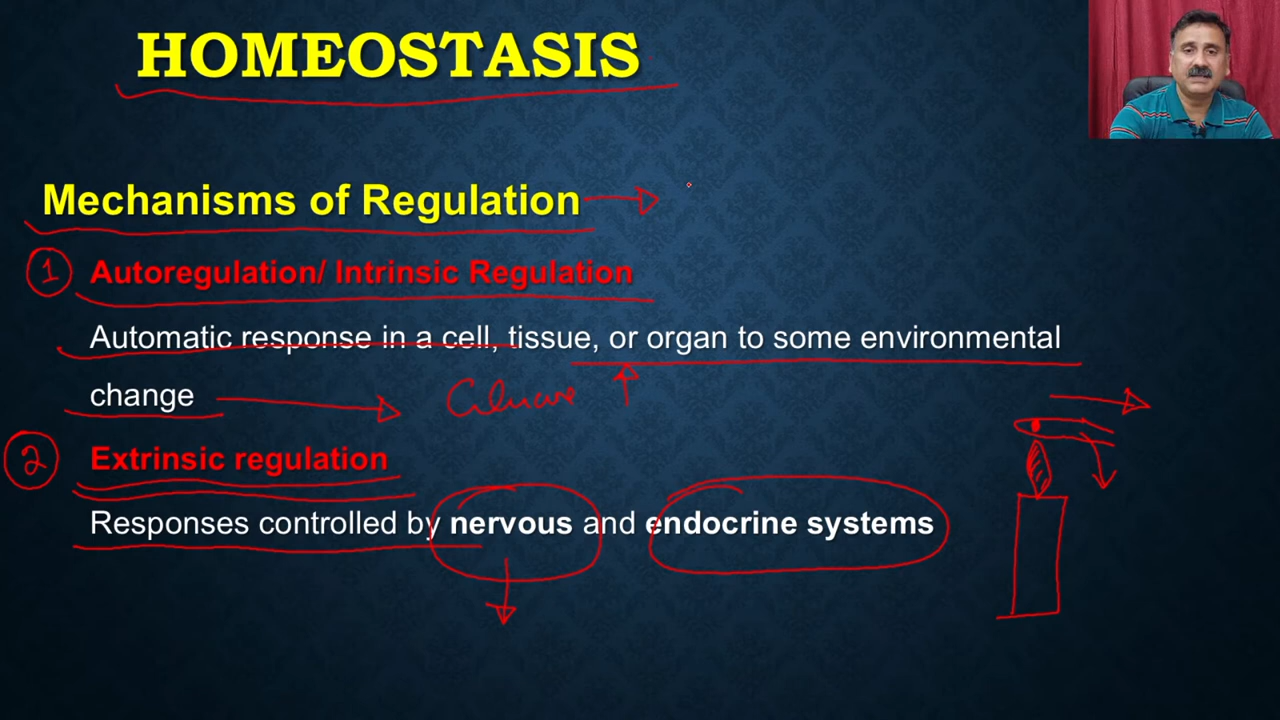 HOMEOSTASIS
Mechanisms of Regulation
1 Autoregulation/ Intrinsic Regulation
Automatic response in a cell, tissue, or organ to some environmental
change
2 Extrinsic regulation
Responses controlled by nervous and endocrine systems